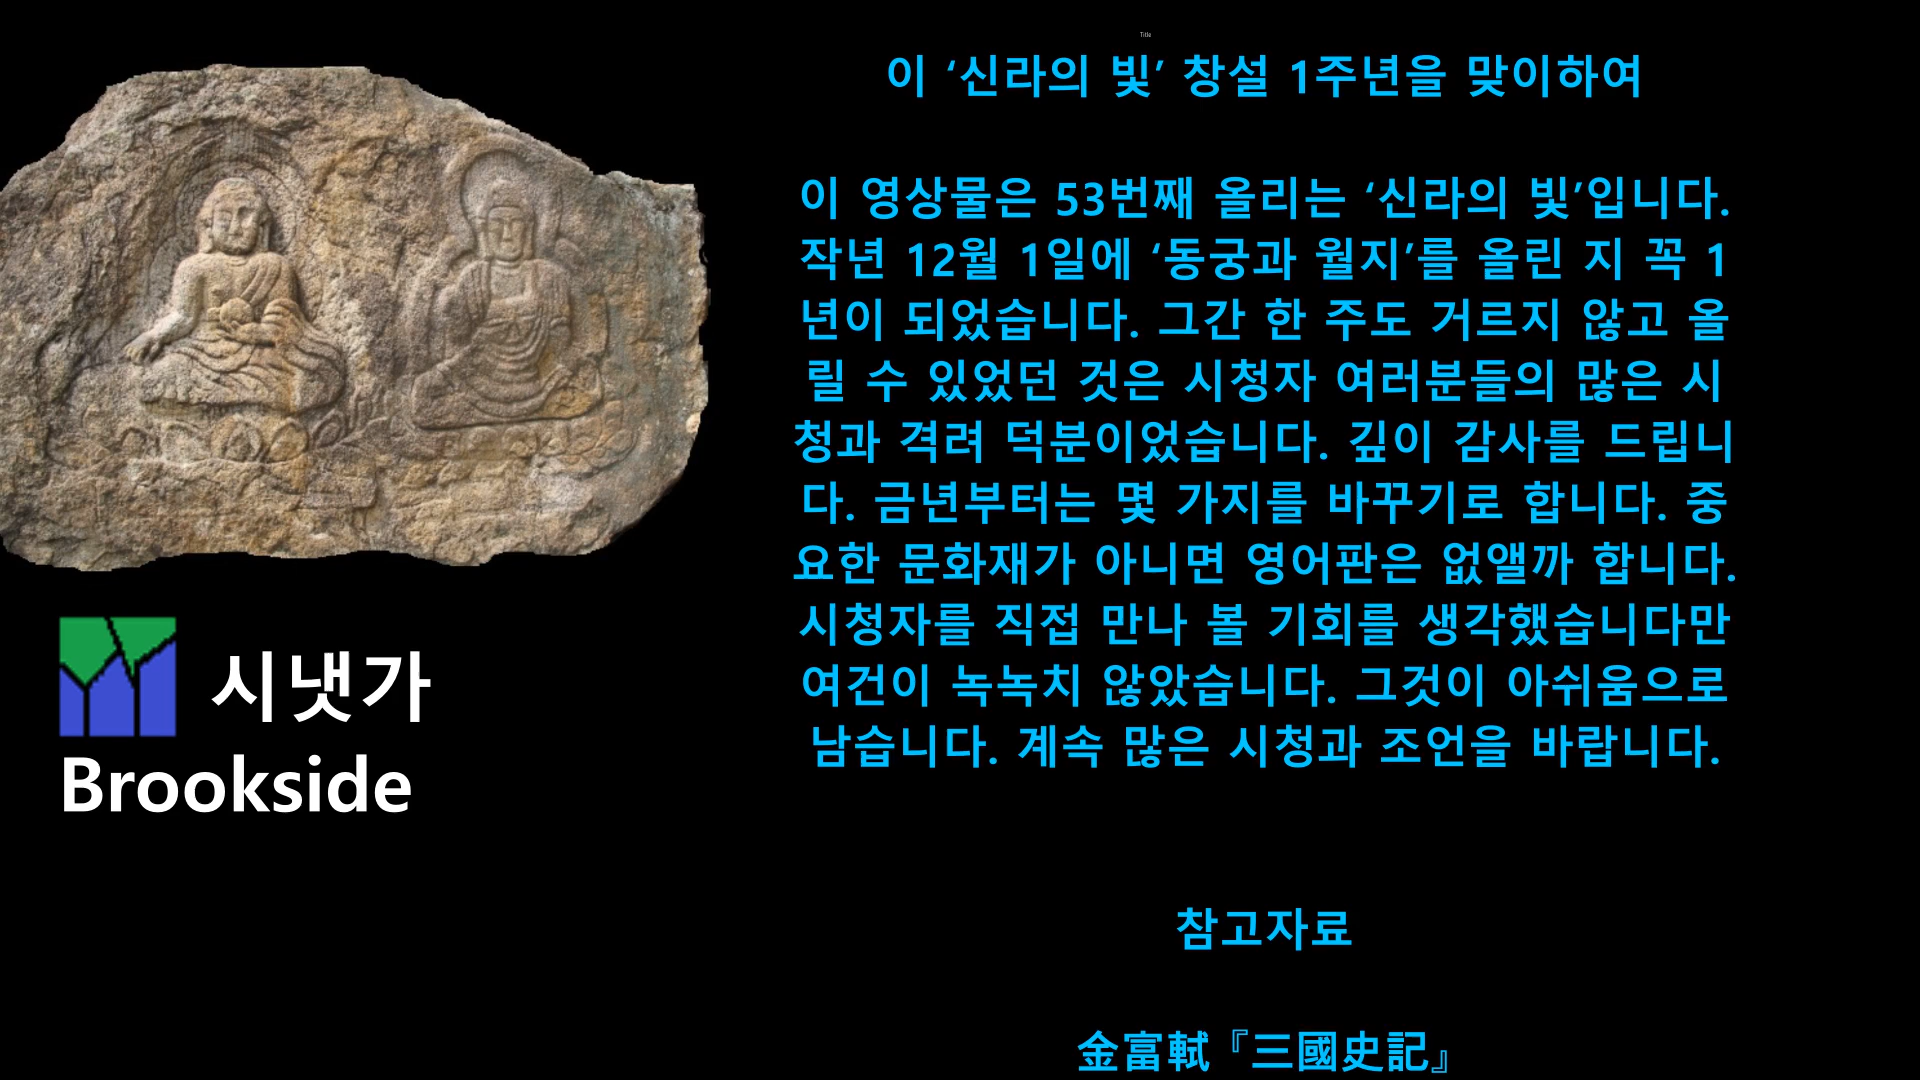 Title
이 ‘신라의 빛’ 창설 1주년을 맞이하여
이 영상물은 53번째 올리는 ‘신라의 빛’입니다.
작년 12월 1일에 ‘동궁과 월지’를 올린 지 꼭 1
년이 되었습니다. 그간 한 주도 거르지 않고 올
릴 수 있었던 것은 시청자 여러분들의 많은 시
청과 격려 덕분이었습니다. 깊이 감사를 드립니
다. 금년부터는 몇 가지를 바꾸기로 합니다. 중
요한 문화재가 아니면 영어판은 없앨까 합니다.
시청자를 직접 만나 볼 기회를 생각했습니다만
여건이 녹녹치 않았습니다. 그것이 아쉬움으로
남습니다. 계속 많은 시청과 조언을 바랍니다.
참고자료
金富軾『三國史記』
시냇가
Brookside